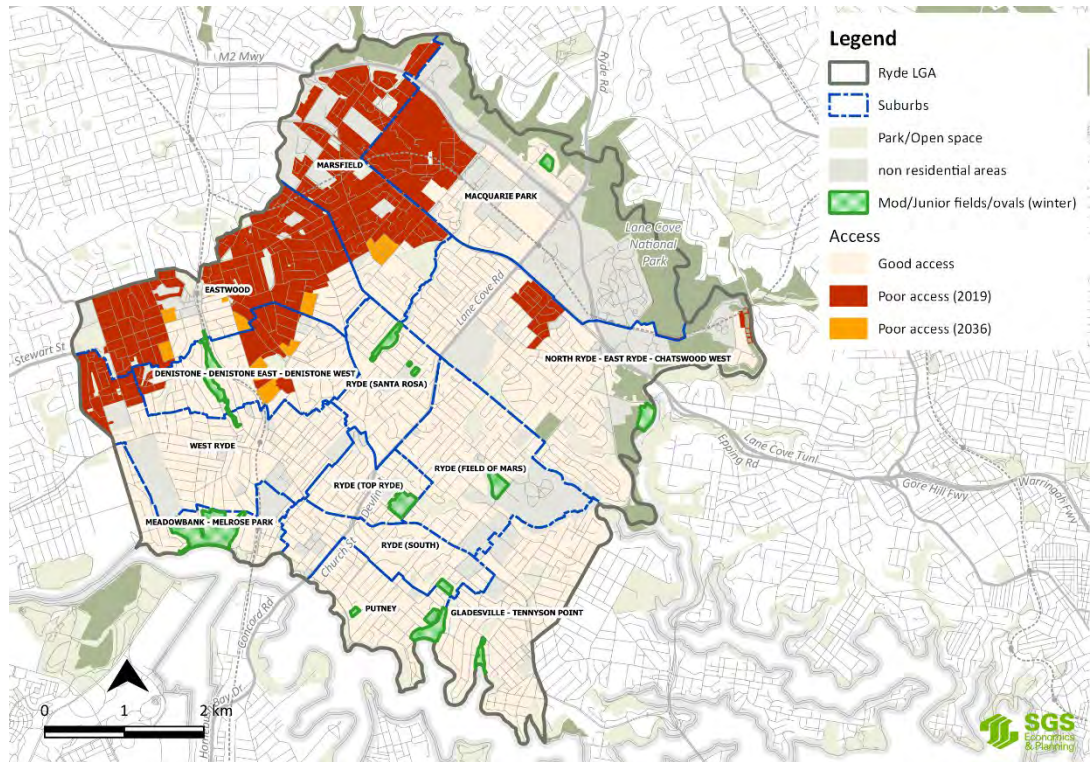 M2 Mwy
Ryde Rd
MARSFIELD
MACQUARIE PARK
Lane Cove
National
Park
EASTWOOD
Lane Cove Rd
Stewart St
NORTH RYDE - EAST RYDE - CHATSWOOD WEST
DENISTONE - DENISTONE EAST - DENISTONE WEST
RYDE (SANTA ROSA)
WEST RYDE
Lane Cove Tunl
Epping Rd
RYDE (FIELD OF MARS)
Gore Hill Fwy
Warringah Fwy
RYDE (TOP RYDE)
Devlin
MEADOWBANK - MELROSE PARK
RYDE (SOUTH)
Church St
PUTNEY
GLADESVILLE - TENNYSON POINT
Concord Rd
Bay Dr
0 1 2 km
Legend
Ryde LGA
Suburbs
Park/Open space
non residential areas
Mod/Junior fields/ovals (winter)
Access
Good access
Poor access (2019)
Poor access (2036)
SGS
Economics
& Planning